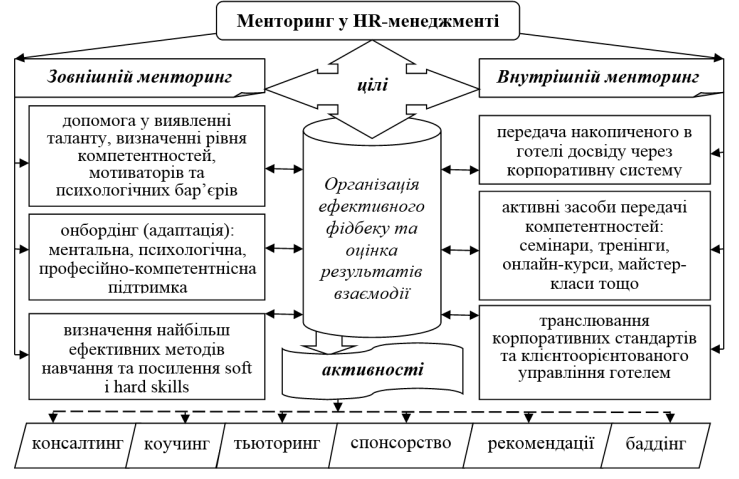 Менторинг у HR-менеджменті
Зовнішній менторинг
цілі
Внутрішній менторинг
допомога у виявленні
таланту, визначенні рівня
компетентностей,
мотиваторів та
психологічних бар’єрів
онбордінг (адаптація):
ментальна, психологічна,
професійно-компетентнісна
підтримка
визначення найбільш
ефективних методів
навчання та посилення soft
і hard skills
Організація
ефективного
фідбеку та
оцінка
результатів
взаємодії
передача накопиченого в
готелі досвіду через
корпоративну систему
активні засоби передачі
компетентностей:
семінари, тренінги,
онлайн-курси, майстер-
класи тощо
транслювання
корпоративних стандартів
та клієнтоорієнтованого
управління готелем
активності
консалтинг
коучинг
тьюторинг
спонсорство
рекомендації
баддінг